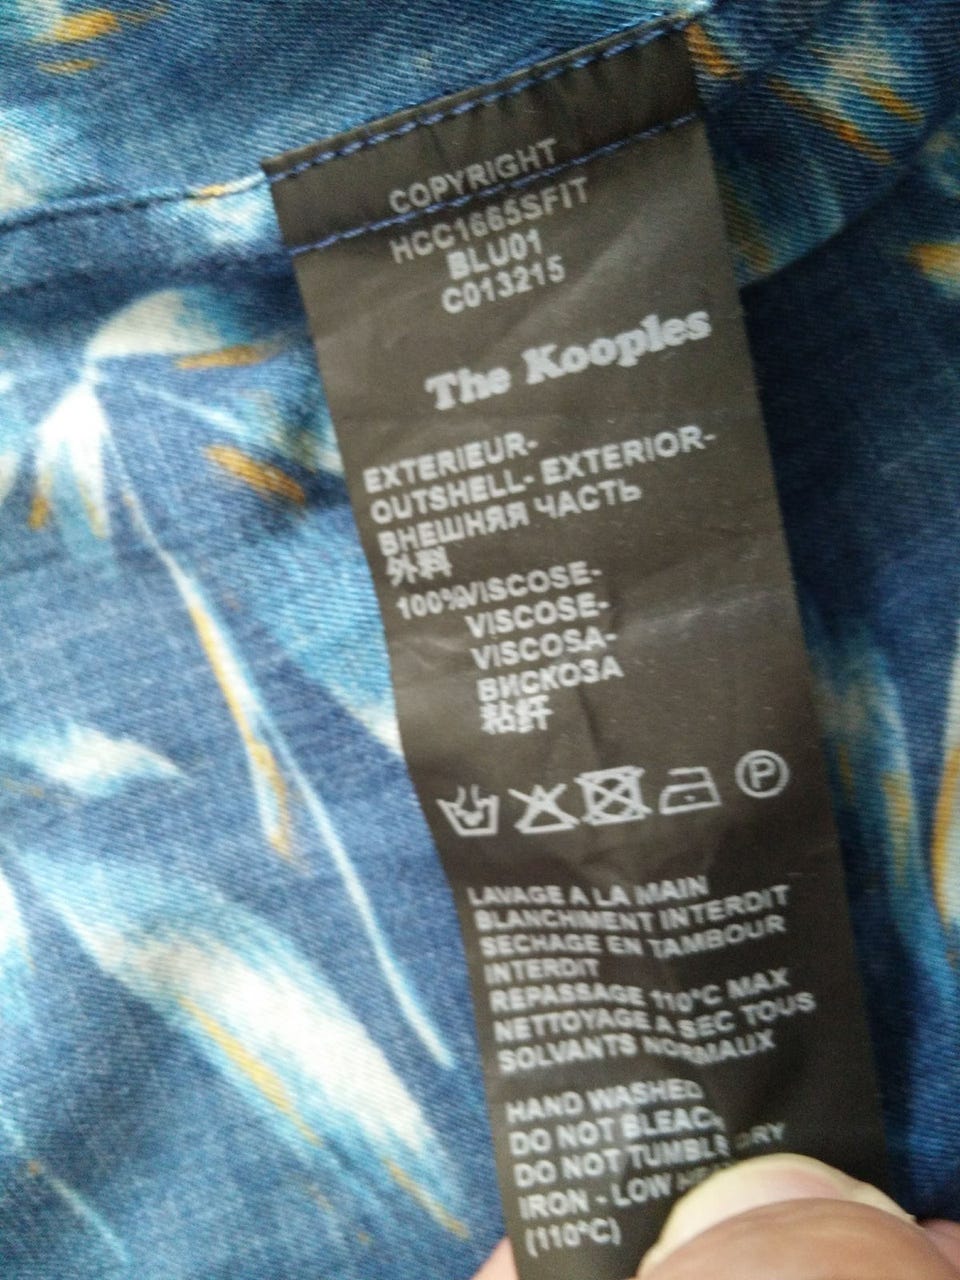 COPYRIGHT
HCC1665SFIT
BLU01
C013215
The Kooples
EXTERIEUR-
OUTSHELL- EXTERIOR-
ВНЕШНЯЯ ЧАСТЬ
外料
100%VISCOSE-
VISCOSE-
VISCOSA-
ВИСКОЗА
粘纤
P
LAVAGE A LA MAIN
BLANCHIMENT INTERDIT
SECHAGE EN TAMBOUR
INTERDIT
REPASSAGE 110°C MAX
NETTOYAGE A SEC TOUS
SOLVANTS NORMAUX
HAND WASHED
DO NOT BLEACH
DO NOT TUMBLE DRY
IRON - LOW
(110°C)